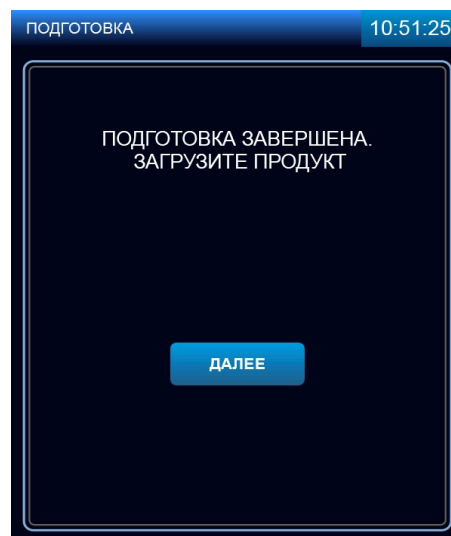 ПОДГОТОВКА
10:51:25
ПОДГОТОВКА ЗАВЕРШЕНА.
ЗАГРУЗИТЕ ПРОДУКТ
ДАЛЕЕ